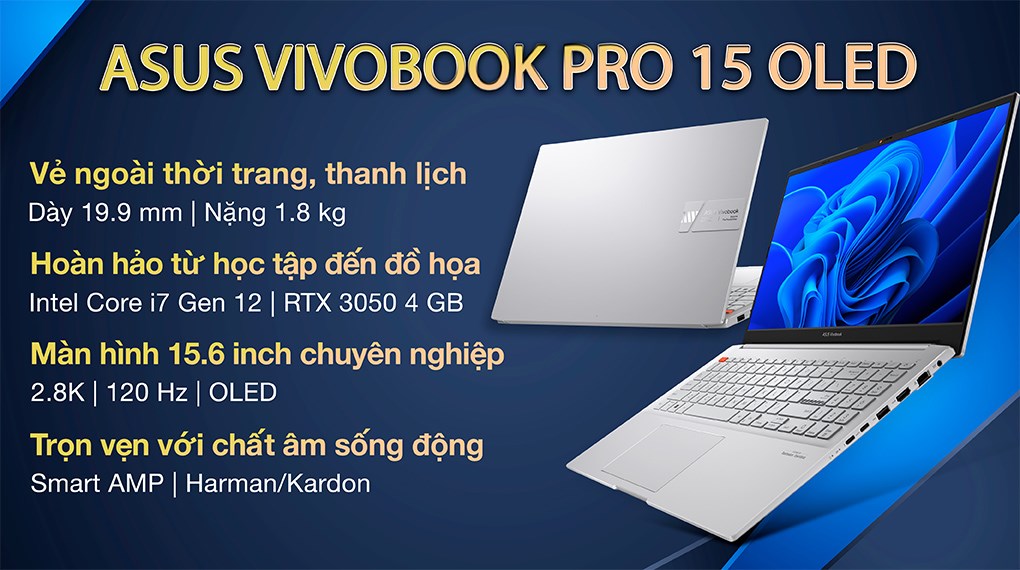 ASUS VIVOBOOK PRO 15 OLED
Vẻ ngoài thời trang, thanh lịch
Dày 19.9 mm | Nặng 1.8 kg
Hoàn hảo từ học tập đến đồ họa
Intel Core i7 Gen 12 | RTX 3050 4 GB
Màn hình 15.6 inch chuyên nghiệp
2.8K | 120 Hz | OLED
Trọn vẹn với chất âm sống động
Smart AMP | Harman/Kardon